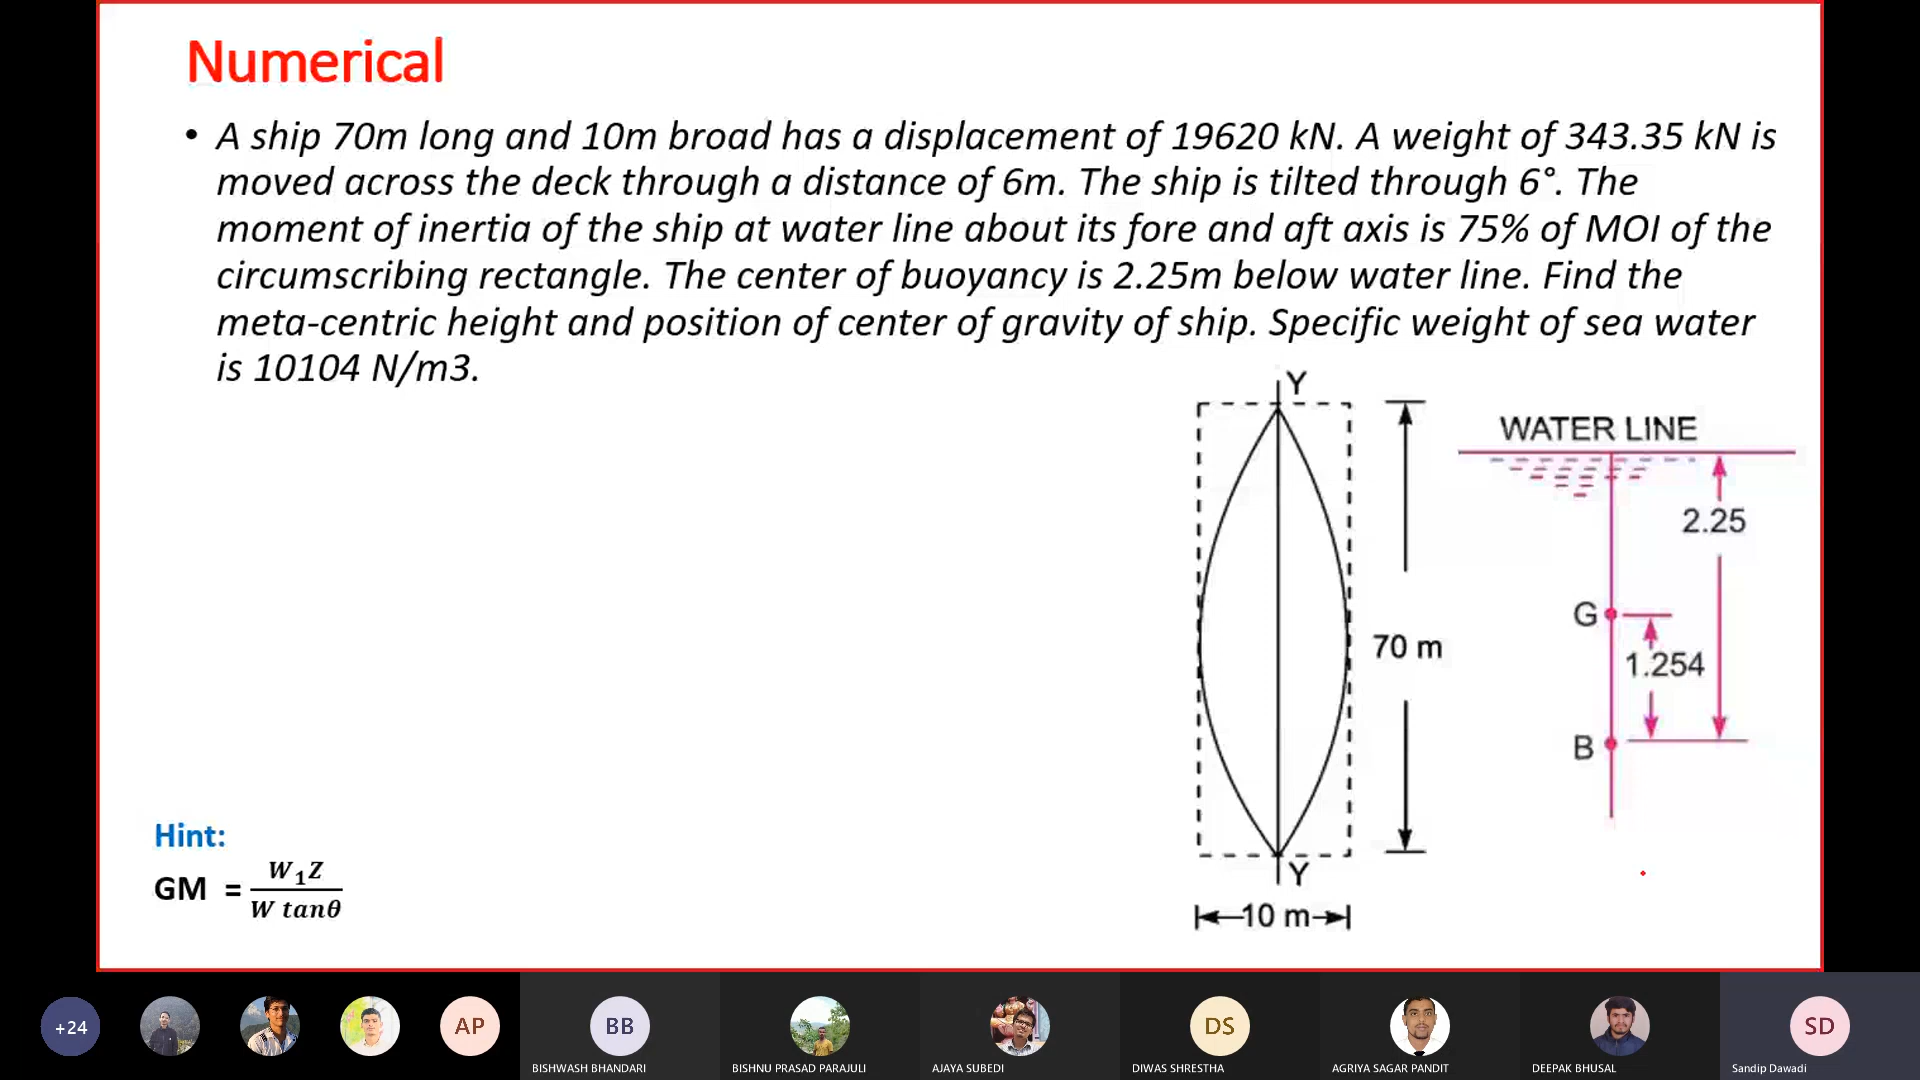 Numerical
• A ship 70m long and 10m broad has a displacement of 19620 kN. A weight of 343.35 kN is
moved across the deck through a distance of 6m. The ship is tilted through 6°. The
moment of inertia of the ship at water line about its fore and aft axis is 75% of MOI of the
circumscribing rectangle. The center of buoyancy is 2.25m below water line. Find the
meta-centric height and position of center of gravity of ship. Specific weight of sea water
is 10104 N/m3.
Y
WATER LINE
2.25
G
1.254
70 m
B
Y
10 m
Hint:
GM = W₁Z / W tanθ
+24
AP
BB
DS
SD
BISHWASH BHANDARI
BISHNU PRASAD PARAJULI
AJAYA SUBEDI
DIWAS SHRESTHA
AGRIYA SAGAR PANDIT
DEEPAK BHUSAL
Sandip Dawadi